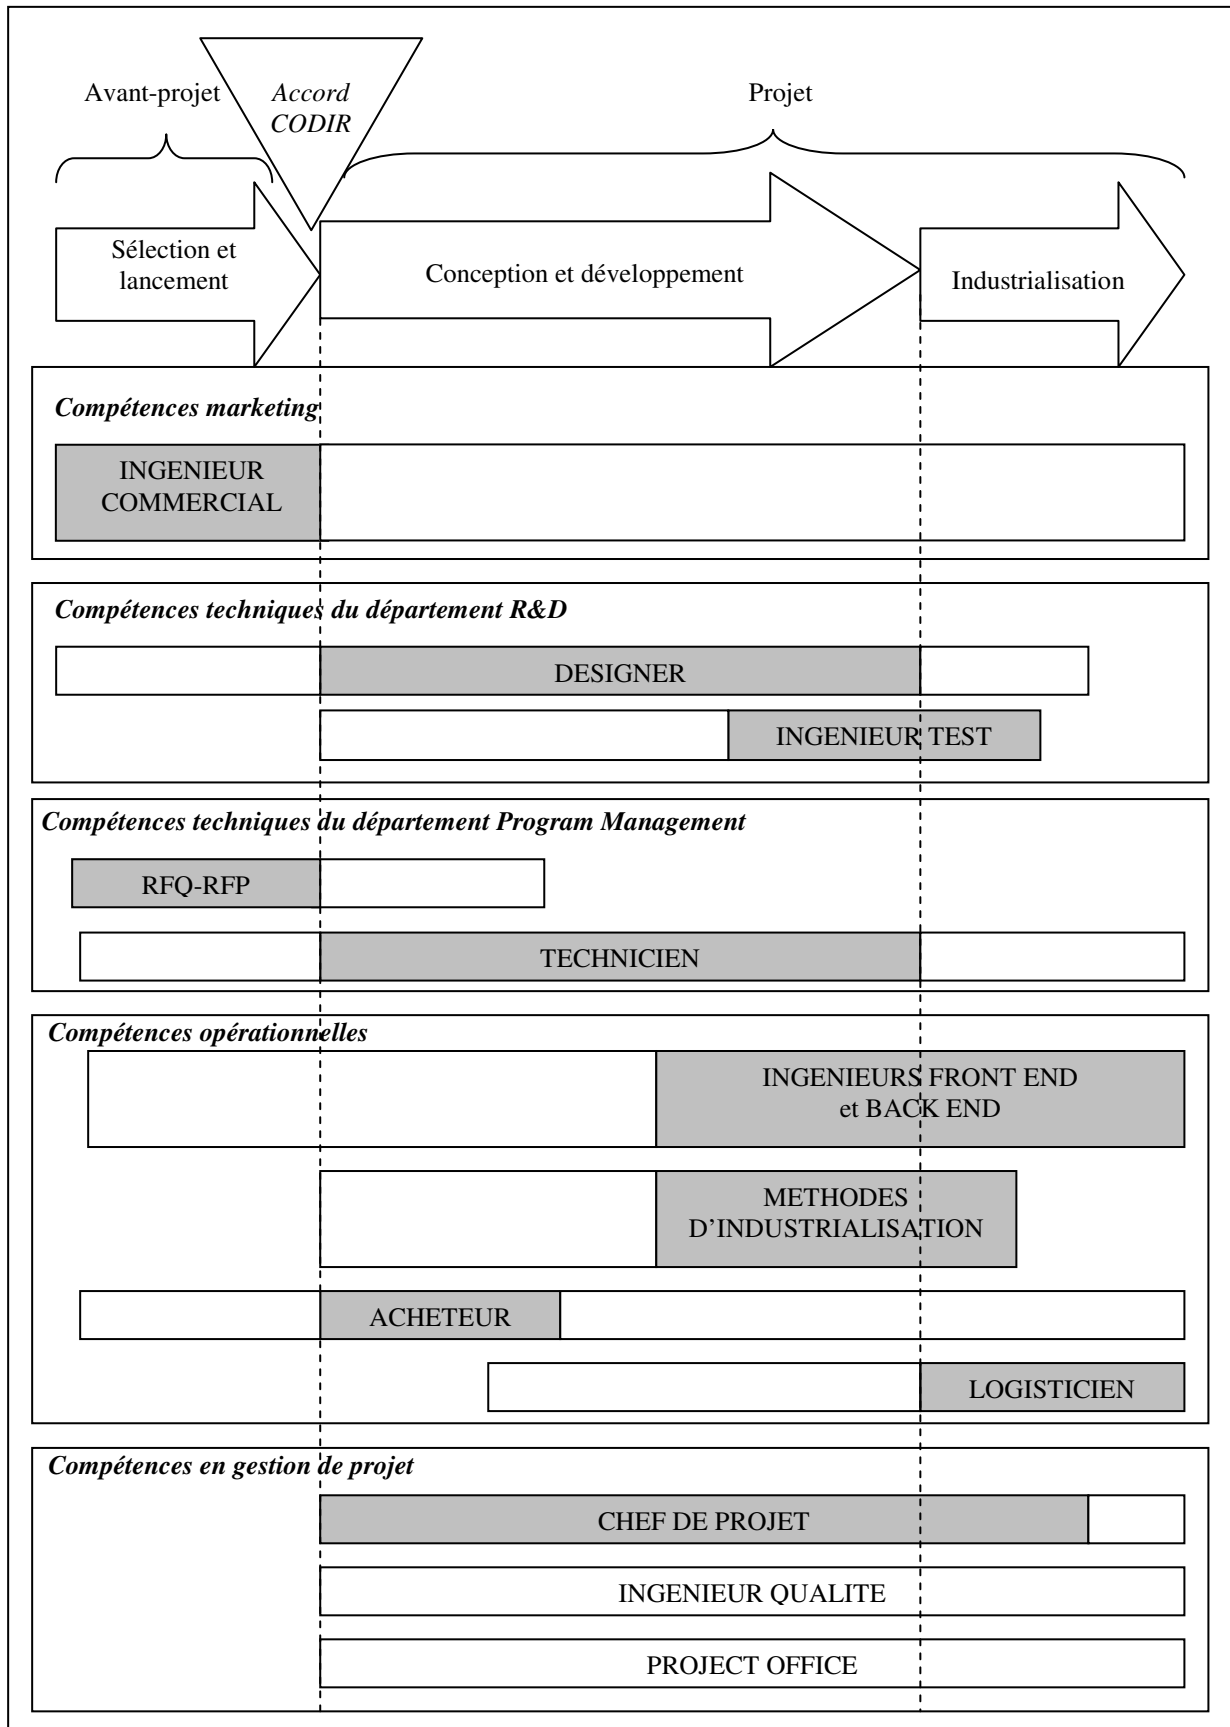 Avant-projet
Accord
CODIR
Projet
Sélection et
lancement
Conception et développement
Industrialisation
Compétences marketing
INGENIEUR
COMMERCIAL
Compétences techniques du département R&D
DESIGNER
INGENIEUR TEST
Compétences techniques du département Program Management
RFQ-RFP
TECHNICIEN
Compétences opérationnelles
INGENIEURS FRONT END
et BACK END
METHODES
D’INDUSTRIALISATION
ACHETEUR
LOGISTICIEN
Compétences en gestion de projet
CHEF DE PROJET
INGENIEUR QUALITE
PROJECT OFFICE